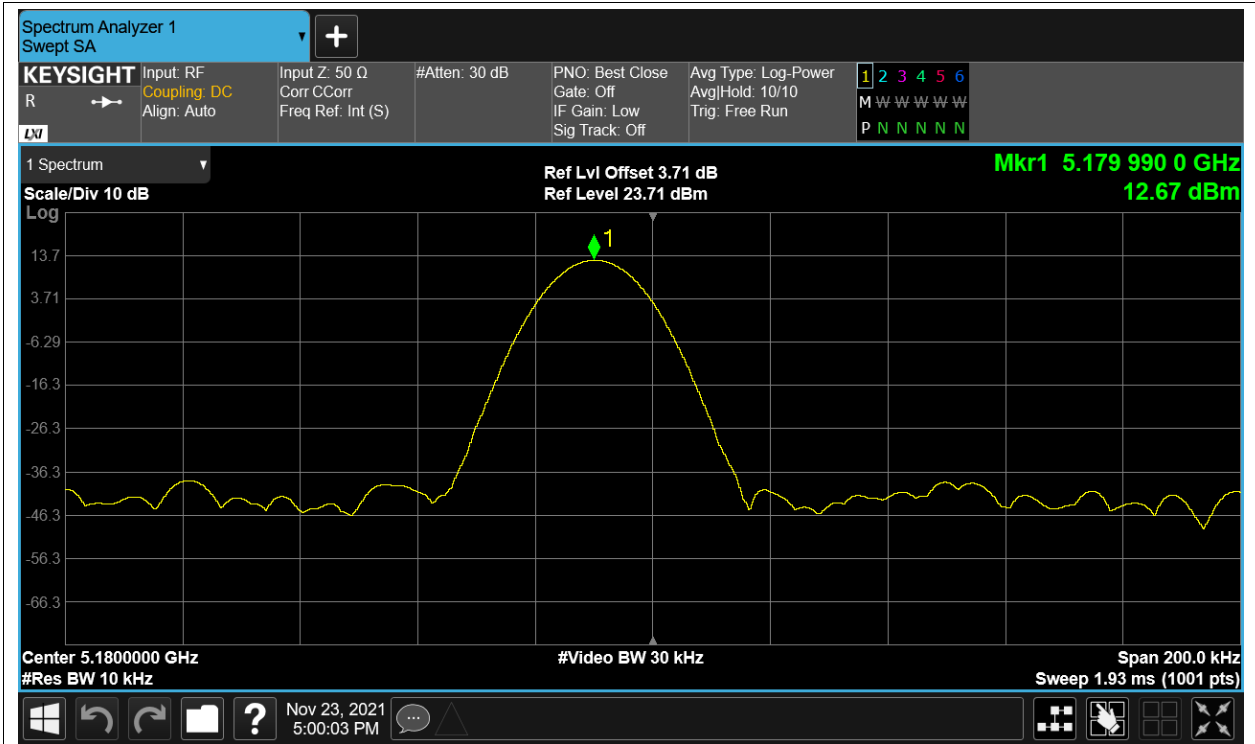 Spectrum Analyzer 1
Swept SA
KEYSIGHT
R
LXI
Input: RF
Coupling: DC
Align: Auto
Input Z: 50 Ω
Corr CCorr
Freq Ref: Int (S)
#Atten: 30 dB
PNO: Best Close
Gate: Off
IF Gain: Low
Sig Track: Off
Avg Type: Log-Power
Avg|Hold: 10/10
Trig: Free Run
1 2 3 4 5 6
M W W W W W
P N N N N N
1 Spectrum
Scale/Div 10 dB
Log
Ref Lvl Offset 3.71 dB
Ref Level 23.71 dBm
Mkr1 5.179 990 0 GHz
12.67 dBm
1
13.7
3.71
-6.29
-16.3
-26.3
-36.3
-46.3
-56.3
-66.3
Center 5.1800000 GHz
#Res BW 10 kHz
#Video BW 30 kHz
Span 200.0 kHz
Sweep 1.93 ms (1001 pts)
?
Nov 23, 2021
5:00:03 PM